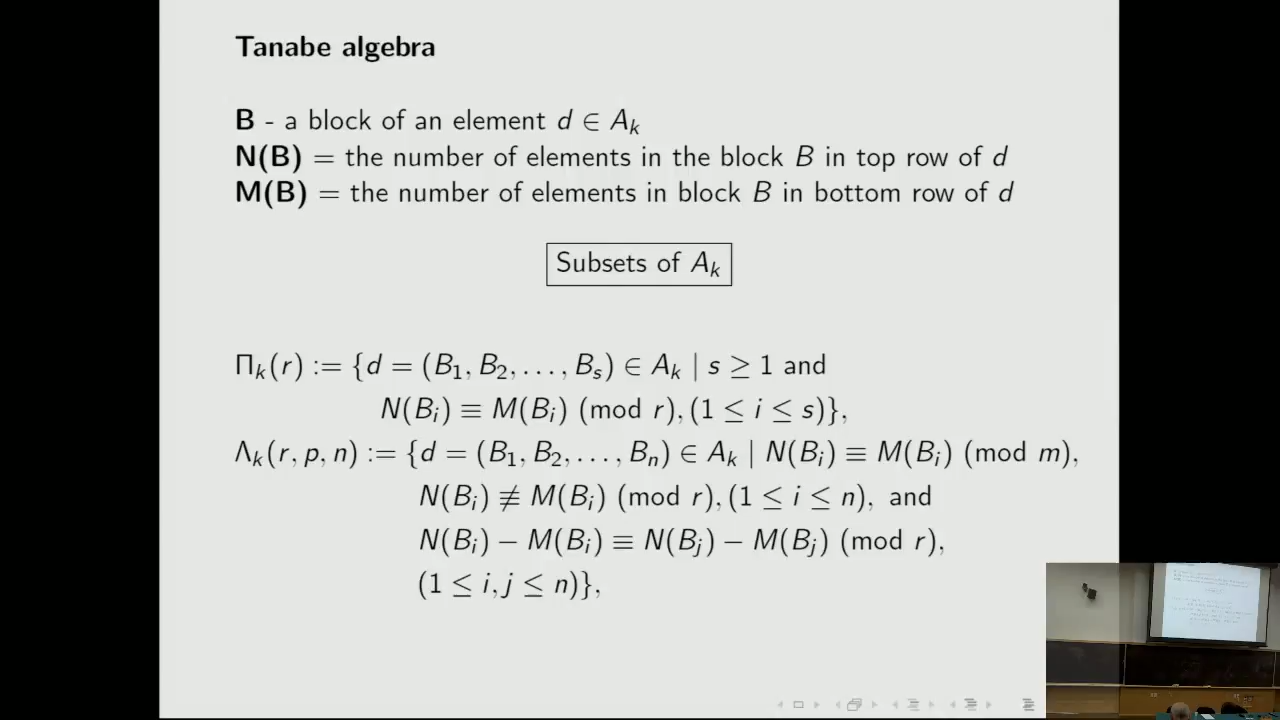 Tanabe algebra
B - a block of an element d ∈ A_k
N(B) = the number of elements in the block B in top row of d
M(B) = the number of elements in block B in bottom row of d
Subsets of A_k
Π_k(r) := {d = (B_1, B_2, . . . , B_s) ∈ A_k | s ≥ 1 and
N(B_i) ≡ M(B_i) (mod r), (1 ≤ i ≤ s)},
Λ_k(r, p, n) := {d = (B_1, B_2, . . . , B_n) ∈ A_k | N(B_i) ≡ M(B_i) (mod m),
N(B_i) ≢ M(B_i) (mod r), (1 ≤ i ≤ n), and
N(B_i) − M(B_i) ≡ N(B_j) − M(B_j) (mod r),
(1 ≤ i, j ≤ n)},